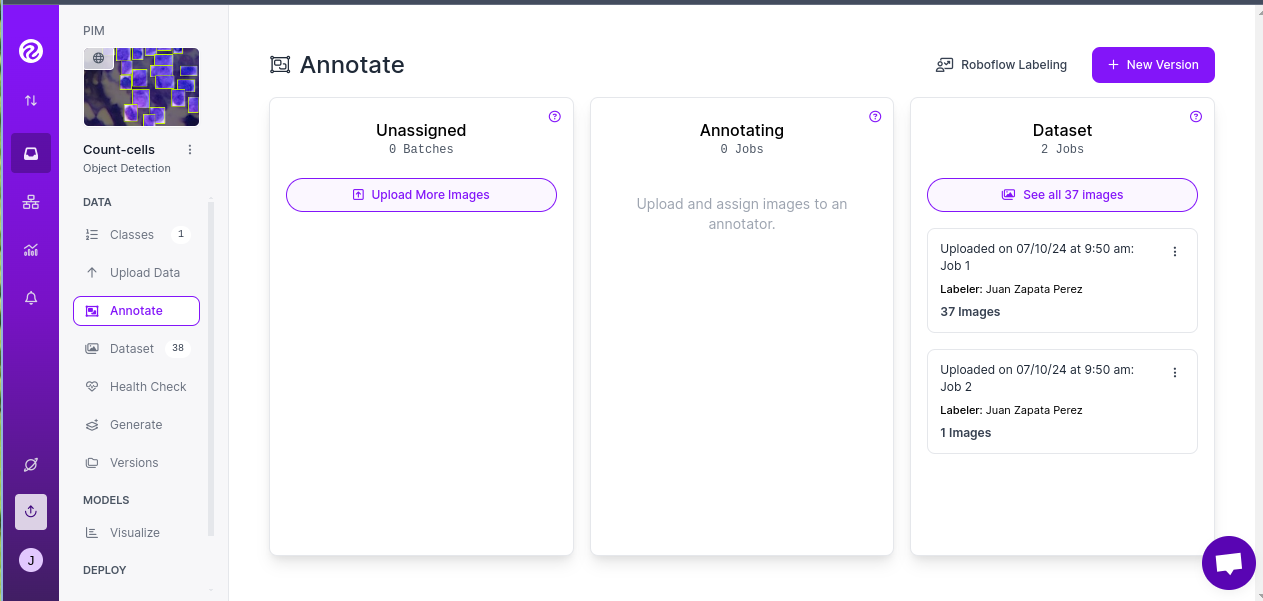 PIM
Count-cells
Object Detection
DATA
Classes 1
Upload Data
Annotate
Dataset 38
Health Check
Generate
Versions
MODELS
Visualize
DEPLOY
J
Annotate
Roboflow Labeling
New Version
Unassigned
0 Batches
Upload More Images
Annotating
0 Jobs
Upload and assign images to an
annotator.
Dataset
2 Jobs
See all 37 images
Uploaded on 07/10/24 at 9:50 am:
Job 1
Labeler: Juan Zapata Perez
37 Images
Uploaded on 07/10/24 at 9:50 am:
Job 2
Labeler: Juan Zapata Perez
1 Images